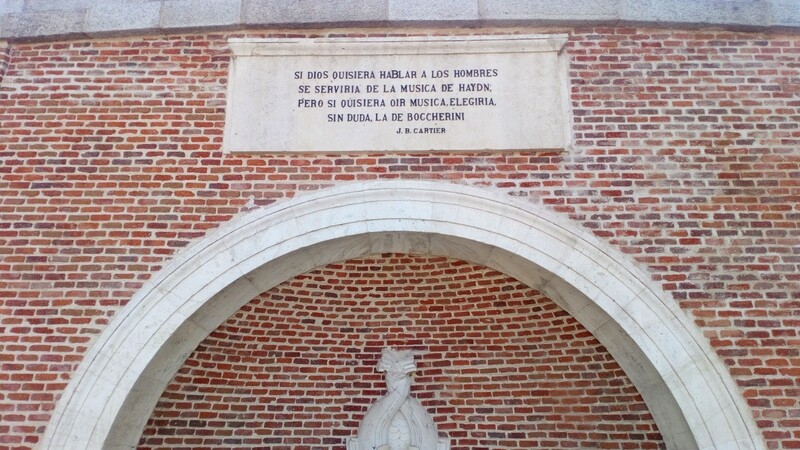 SI DIOS QUISIERA HABLAR A LOS HOMBRES
SE SERVIRIA DE LA MUSICA DE HAYDN;
PERO SI QUISIERA OIR MUSICA, ELEGIRIA,
SIN DUDA, LA DE BOCCHERINI
J. B. CARTIER